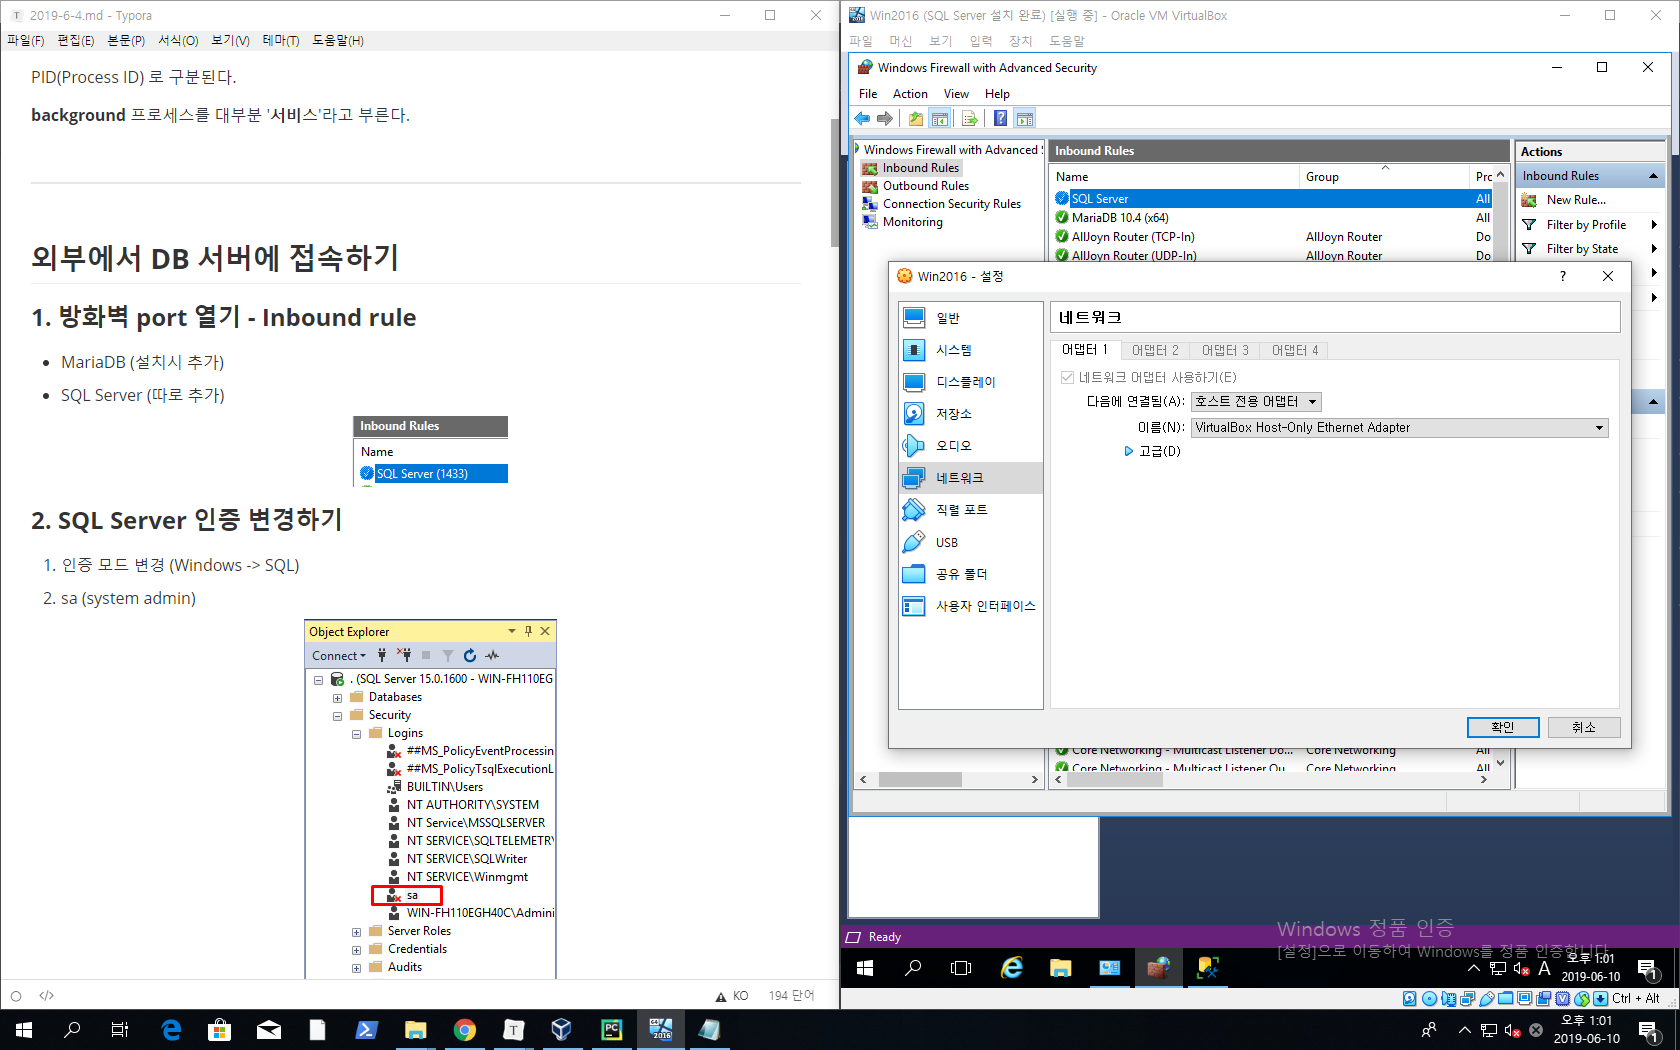 2019-6-4.md - Typora
파일(F) 편집(E) 본문(P) 서식(O) 보기(V) 테마(T) 도움말(H)
PID(Process ID) 로 구분된다.
background 프로세스를 대부분 '서비스'라고 부른다.
외부에서 DB 서버에 접속하기
1. 방화벽 port 열기 - Inbound rule
MariaDB (설치시 추가)
SQL Server (따로 추가)
Inbound Rules
Name
SQL Server (1433)
2. SQL Server 인증 변경하기
1. 인증 모드 변경 (Windows -> SQL)
2. sa (system admin)
Object Explorer
Connect
. (SQL Server 15.0.1600 - WIN-FH110EG
Databases
Security
Logins
##MS_PolicyEventProcessin
##MS_PolicyTsqlExecutionL
BUILTIN\Users
NT AUTHORITY\SYSTEM
NT Service\MSSQLSERVER
NT SERVICE\SQLTELEMETRY
NT SERVICE\SQLWriter
NT SERVICE\Winmgmt
sa
WIN-FH110EGH40C\Admini
Server Roles
Credentials
Audits
KO 194 단어
Win2016 (SQL Server 설치 완료) [실행 중] - Oracle VM VirtualBox
파일 머신 보기 입력 장치 도움말
Windows Firewall with Advanced Security
File Action View Help
Windows Firewall with Advanced S
Inbound Rules
Outbound Rules
Connection Security Rules
Monitoring
Inbound Rules
Name Group Pro
SQL Server All
MariaDB 10.4 (x64) All
AllJoyn Router (TCP-In) AllJoyn Router Do
AllJoyn Router (UDP-In) AllJoyn Router Do
Actions
Inbound Rules
New Rule...
Filter by Profile
Filter by State
Win2016 - 설정
?
일반
시스템
디스플레이
저장소
오디오
네트워크
직렬 포트
USB
공유 폴더
사용자 인터페이스
네트워크
어댑터 1 어댑터 2 어댑터 3 어댑터 4
네트워크 어댑터 사용하기(E)
다음에 연결됨(A): 호스트 전용 어댑터
이름(N): VirtualBox Host-Only Ethernet Adapter
고급(D)
확인 취소
Core Networking - Multicast Listener Do... Core Networking All
Core Networking - Multicast Listener Qu... Core Networking All
Windows 정품 인증
[설정]으로 이동하여 Windows를 정품 인증합니다.
Ready
A 오후 1:01
2019-06-10
1
Ctrl + Alt
오후 1:01
2019-06-10
1